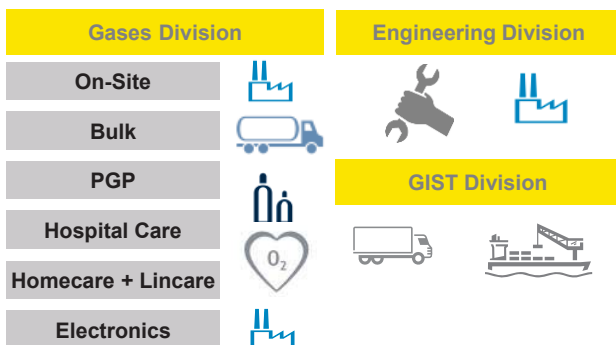 Gases Division
On-Site
Bulk
PGP
Hospital Care
O2
Homecare + Lincare
Electronics
Engineering Division
GIST Division